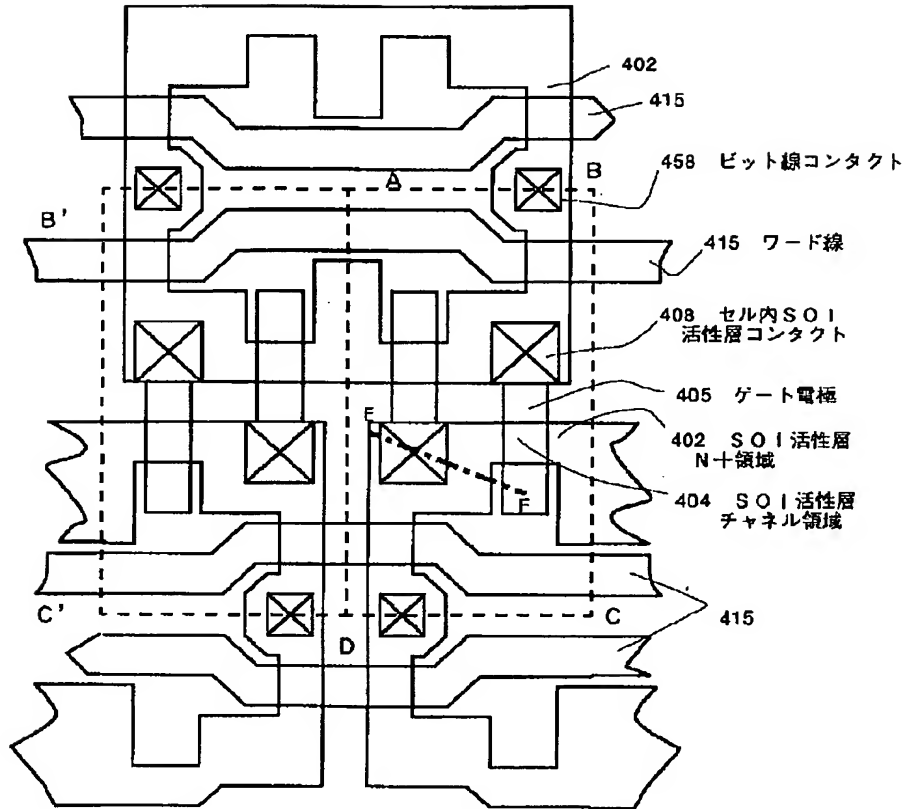 402
415
458 ビット線コンタクト
A
B
B'
415 ワード線
408 セル内SOI
活性層コンタクト
405 ゲート電極
E
402 SOI活性層
N+領域
F
404 SOI活性層
チャネル領域
C'
C
415
D